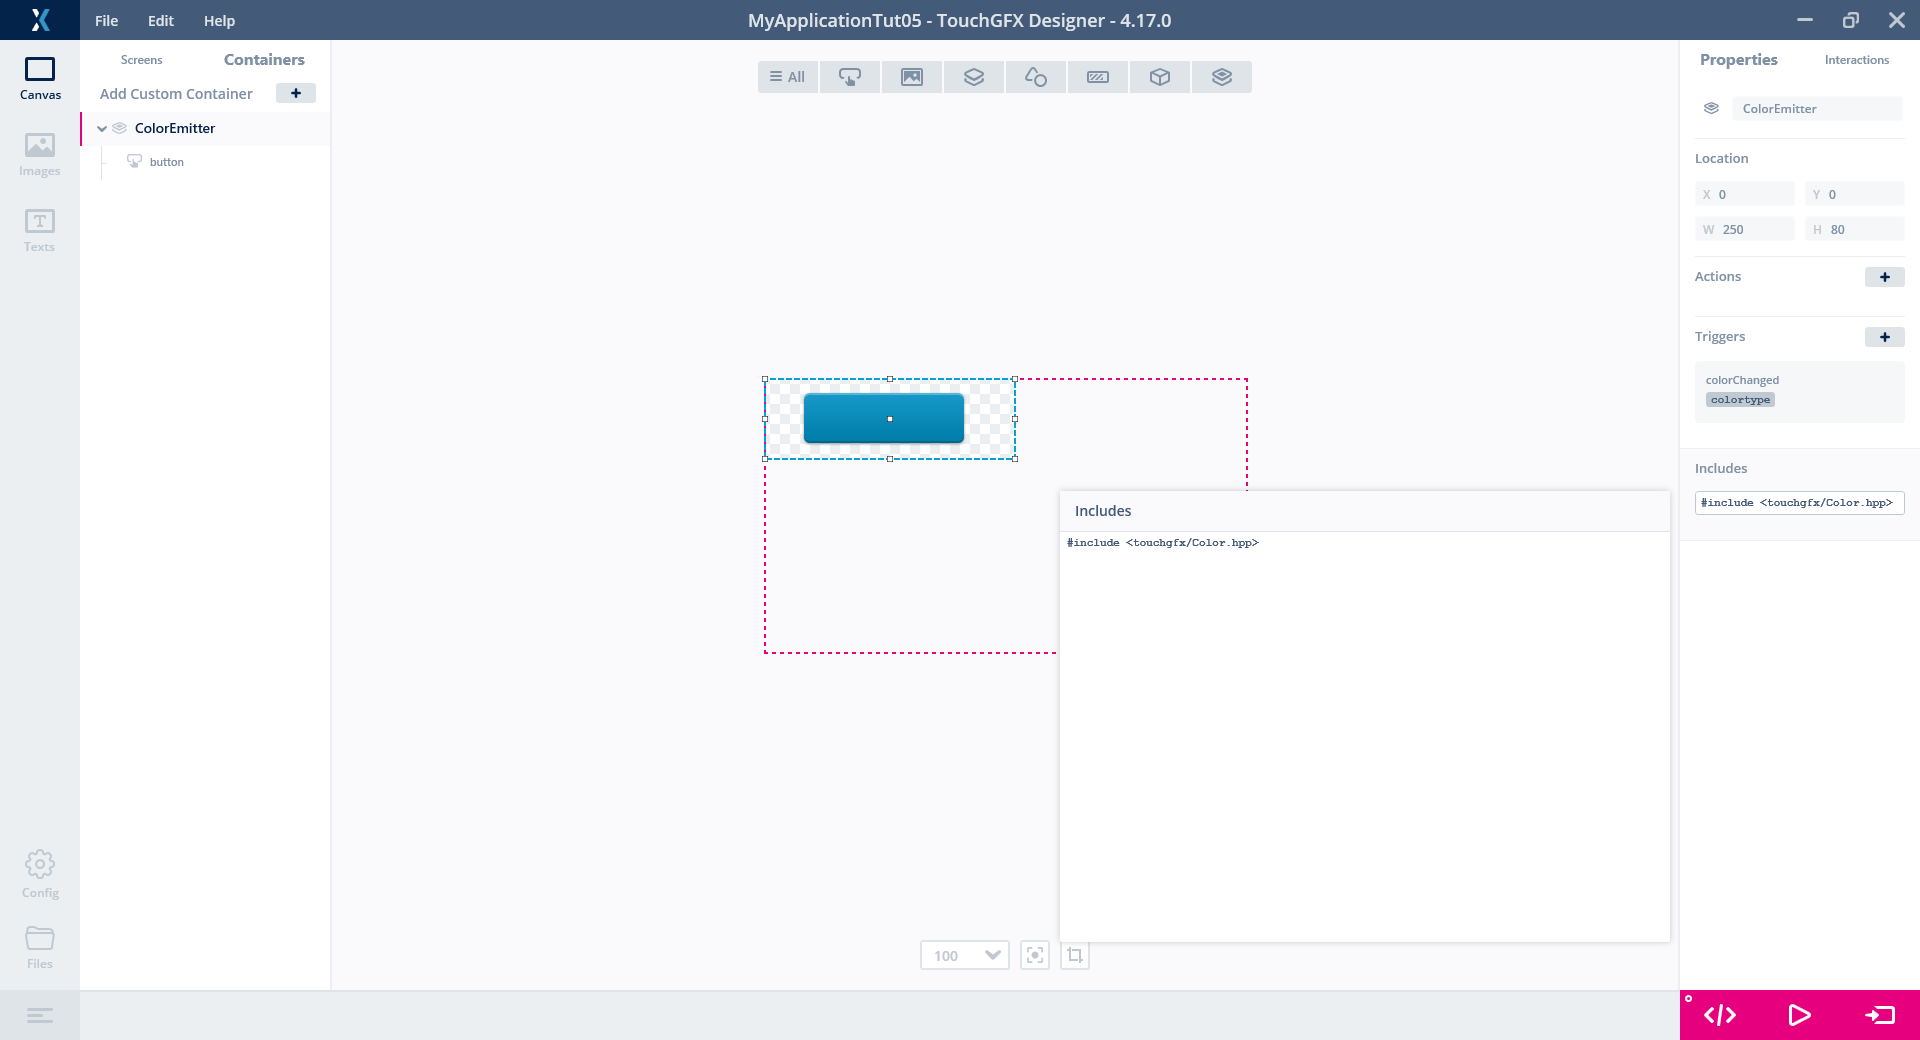 File Edit Help
MyApplicationTut05 - TouchGFX Designer - 4.17.0
Canvas
Images
Texts
Config
Files
Screens Containers
Add Custom Container
ColorEmitter
button
All
100
Includes
#include <touchgfx/Color.hpp>
Properties Interactions
ColorEmitter
Location
X 0 Y 0
W 250 H 80
Actions
Triggers
colorChanged
colortype
Includes
#include <touchgfx/Color.hpp>